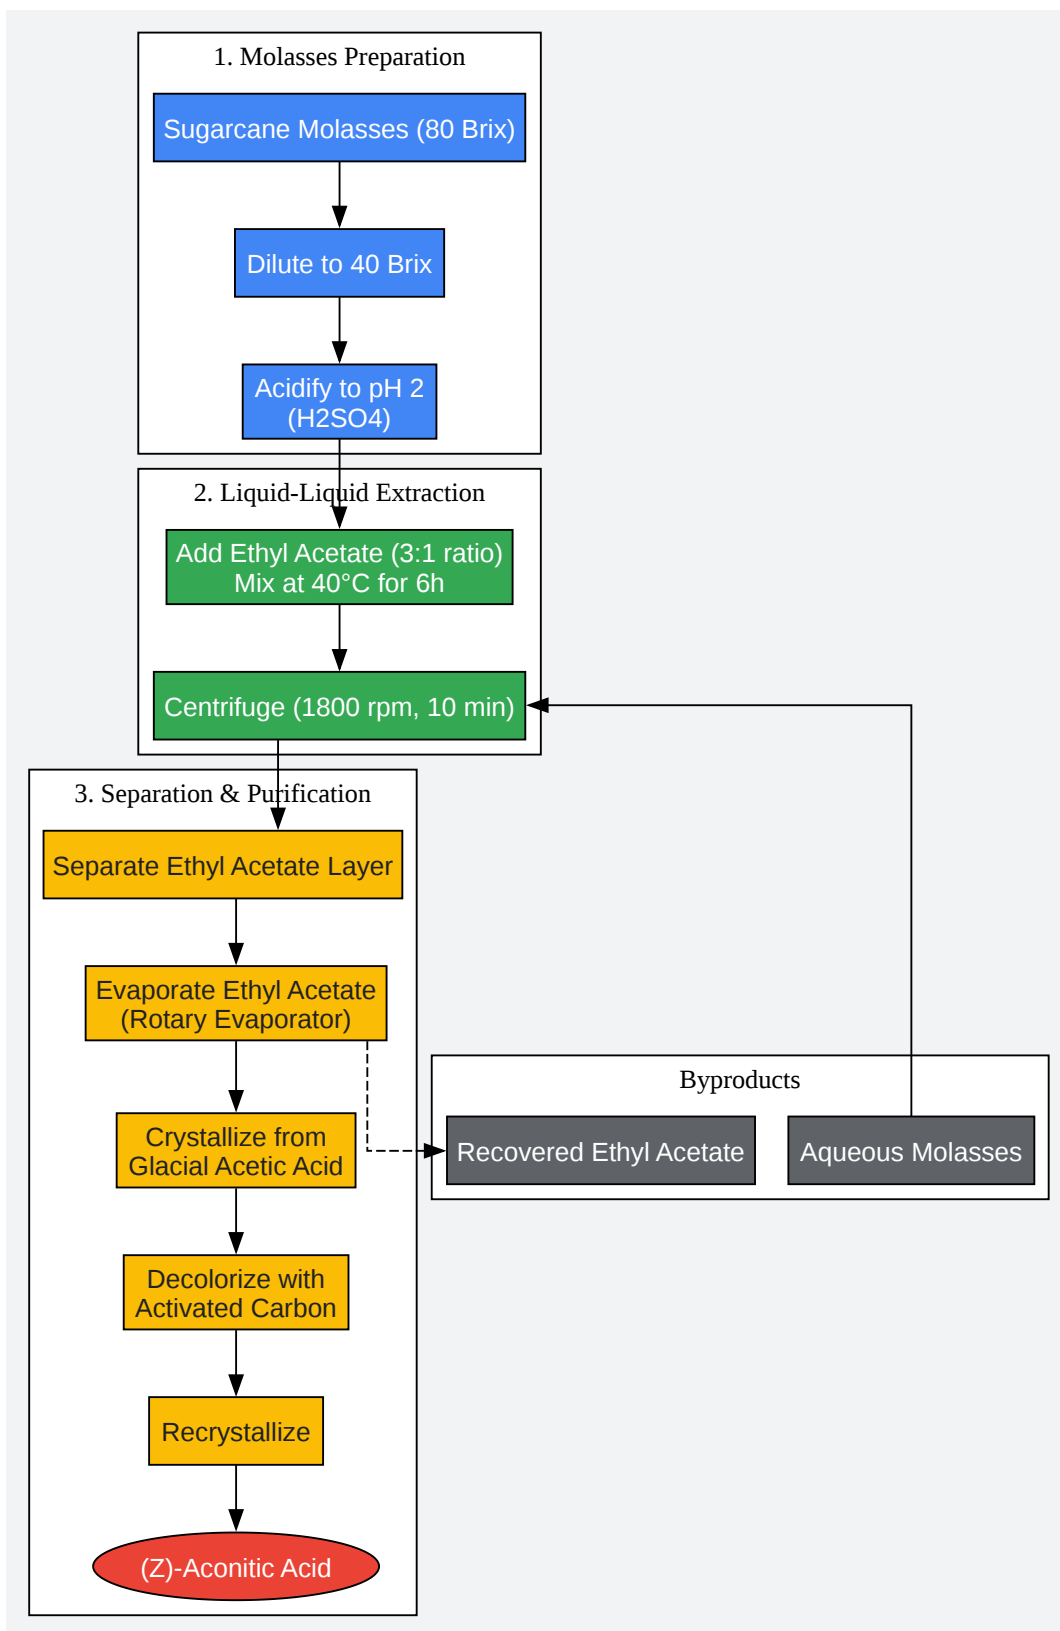 1. Molasses Preparation
Sugarcane Molasses (80 Brix)
Dilute to 40 Brix
Acidify to pH 2
(H2SO4)
2. Liquid-Liquid Extraction
Add Ethyl Acetate (3:1 ratio)
Mix at 40°C for 6h
Centrifuge (1800 rpm, 10 min)
3. Separation & Purification
Separate Ethyl Acetate Layer
Evaporate Ethyl Acetate
(Rotary Evaporator)
Crystallize from
Glacial Acetic Acid
Decolorize with
Activated Carbon
Recrystallize
(Z)-Aconitic Acid
Byproducts
Recovered Ethyl Acetate
Aqueous Molasses